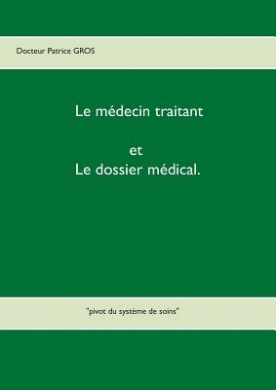 Docteur Patrice GROS
Le médecin traitant
et
Le dossier médical.
"pivot du système de soins"